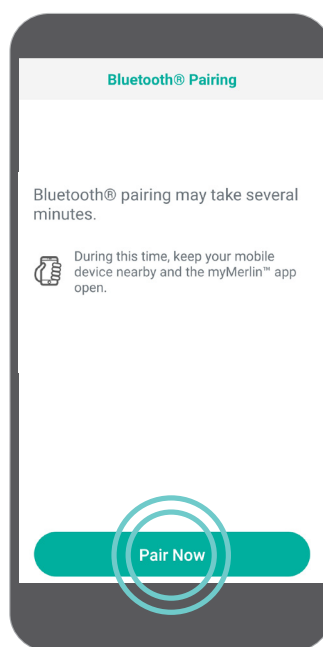 Bluetooth® Pairing
Bluetooth® pairing may take several
minutes.
During this time, keep your mobile
device nearby and the myMerlin™ app
open.
Pair Now